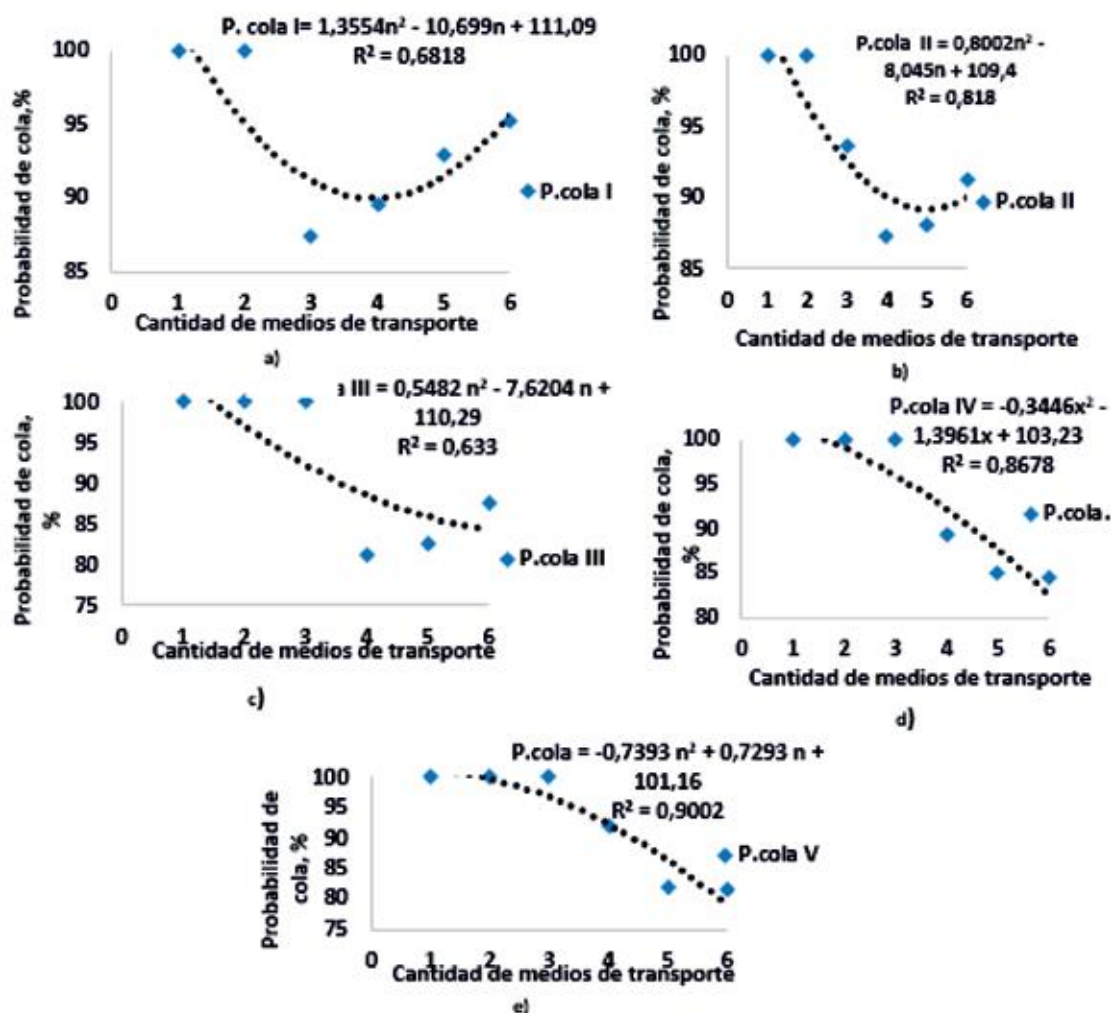 P. cola I= 1,3554n² - 10,699n + 111,09
R² = 0,6818
Probabilidad de cola,%
100
95
90
85
0 1 2 3 4 5 6
P.cola I
Cantidad de medios de transporte
a)
P.cola II = 0,8002n² -
8,045n + 109,4
R² = 0,818
Probabilidad de cola, %
100
95
90
85
0 1 2 3 4 5 6
P.cola II
Cantidad de medios de transporte
b)
III = 0,5482 n² - 7,6204 n +
110,29
R² = 0,633
Probabilidad de cola,
%
100
95
90
85
80
75
0 1 2 3 4 5 6
P.cola III
Cantidad de medios de transporte
c)
P.cola IV = -0,3446x² -
1,3961x + 103,23
R² = 0,8678
Probabilidad de cola,
%
100
90
85
80
0 1 2 3 4 5 6
P.cola.
Cantidad de medios de transporte
d)
P.cola = -0,7393 n² + 0,7293 n +
101,16
R² = 0,9002
Probabilidad de
cola, %
100
95
90
85
80
75
0 1 2 3 4 5 6
P.cola V
Cantidad de medios de transporte
e)